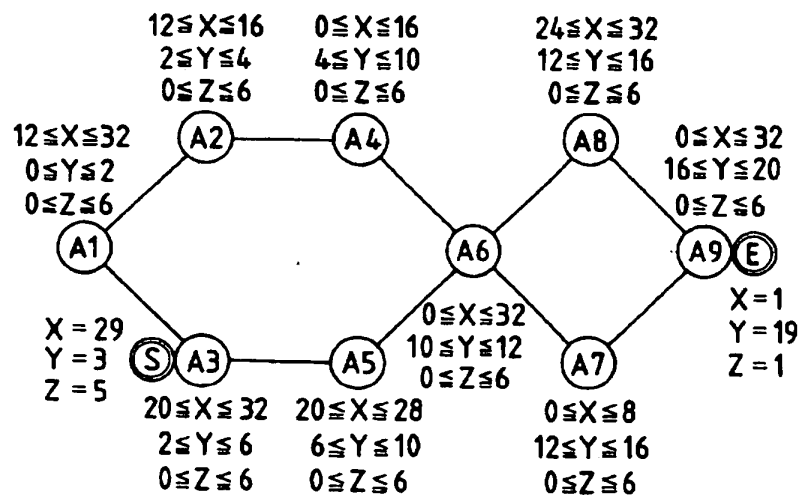 12≦X≦16
2≦Y≦4
0≦Z≦6
0≦X≦16
4≦Y≦10
0≦Z≦6
24≦X≦32
12≦Y≦16
0≦Z≦6
12≦X≦32
0≦Y≦2
0≦Z≦6
A2
A4
A8
0≦X≦32
16≦Y≦20
0≦Z≦6
A1
A6
A9
E
X=1
Y=19
Z=1
X=29
Y=3
Z=5
S
A3
A5
0≦X≦32
10≦Y≦12
0≦Z≦6
A7
20≦X≦32
2≦Y≦6
0≦Z≦6
20≦X≦28
6≦Y≦10
0≦Z≦6
0≦X≦8
12≦Y≦16
0≦Z≦6